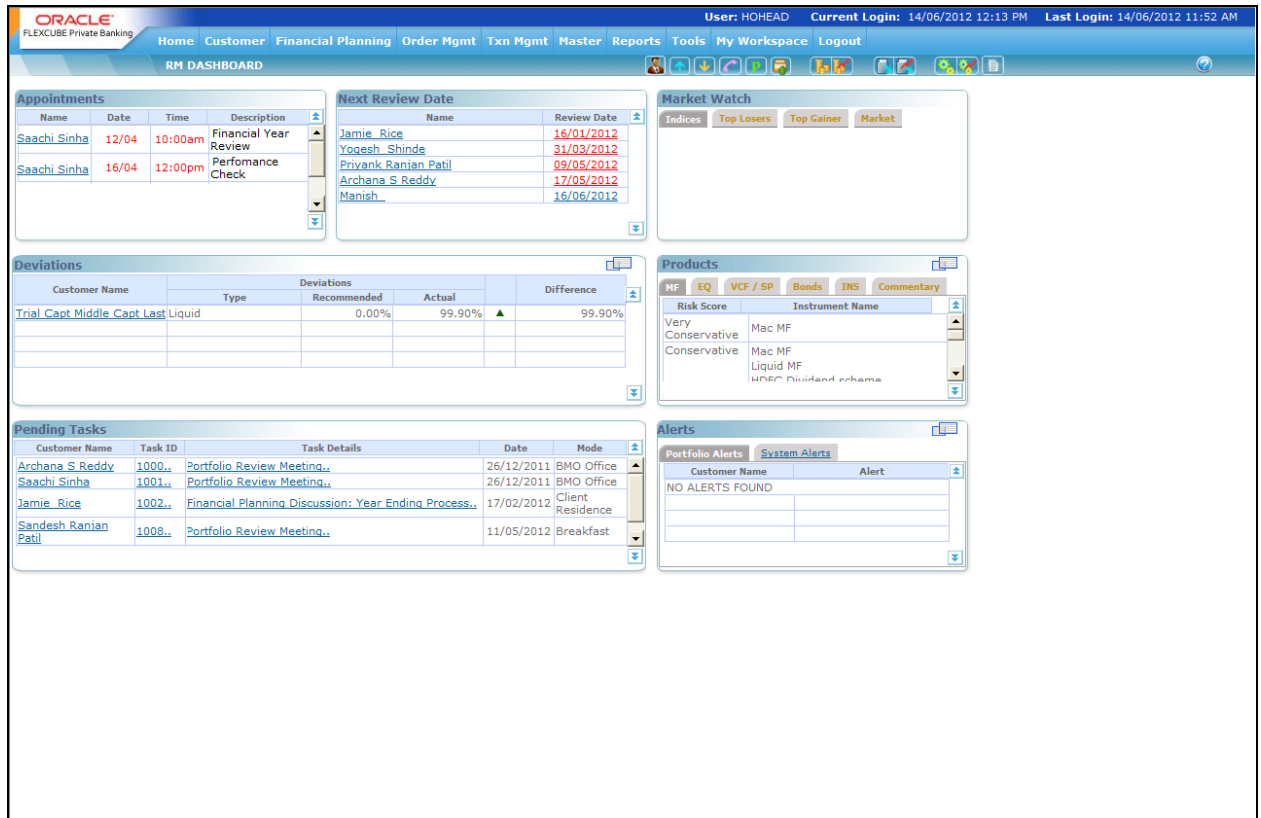 ORACLE
FLEXCUBE Private Banking
User: HOHEAD Current Login: 14/06/2012 12:13 PM Last Login: 14/06/2012 11:52 AM
Home Customer Financial Planning Order Mgmt Txn Mgmt Master Reports Tools My Workspace Logout
RM DASHBOARD
Appointments
Name Date Time Description
Saachi Sinha 12/04 10:00am Financial Year
Review
Saachi Sinha 16/04 12:00pm Perfomance
Check
Next Review Date
Name Review Date
Jamie Rice 16/01/2012
Yogesh Shinde 31/03/2012
Priyank Ranjan Patil 09/05/2012
Archana S Reddy 17/05/2012
Manish 16/06/2012
Market Watch
Indices Top Losers Top Gainer Market
Deviations
Customer Name Deviations Difference
Type Recommended Actual
Trial Capt Middle Capt Last Liquid 0.00% 99.90% ▲ 99.90%
Products
MF EQ VCF / SP Bonds INS Commentary
Risk Score Instrument Name
Very
Conservative Mac MF
Conservative Mac MF
Liquid MF
HDFC Dividend scheme
Pending Tasks
Customer Name Task ID Task Details Date Mode
Archana S Reddy 1000.. Portfolio Review Meeting.. 26/12/2011 BMO Office
Saachi Sinha 1001.. Portfolio Review Meeting.. 26/12/2011 BMO Office
Jamie Rice 1002.. Financial Planning Discussion: Year Ending Process.. 17/02/2012 Client
Residence
Sandesh Ranjan
Patil 1008.. Portfolio Review Meeting.. 11/05/2012 Breakfast
Alerts
Portfolio Alerts System Alerts
Customer Name Alert
NO ALERTS FOUND